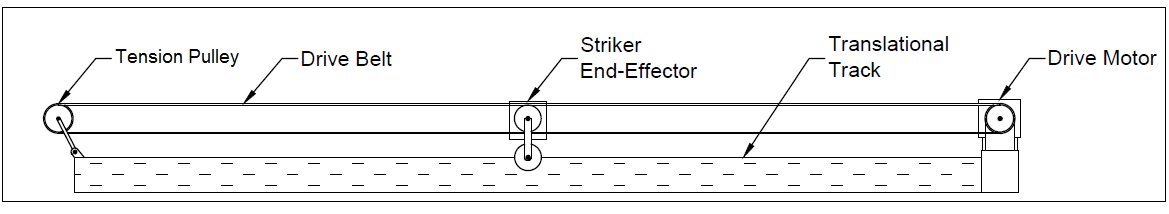 Tension Pulley
Drive Belt
Striker
End-Effector
Translational
Track
Drive Motor